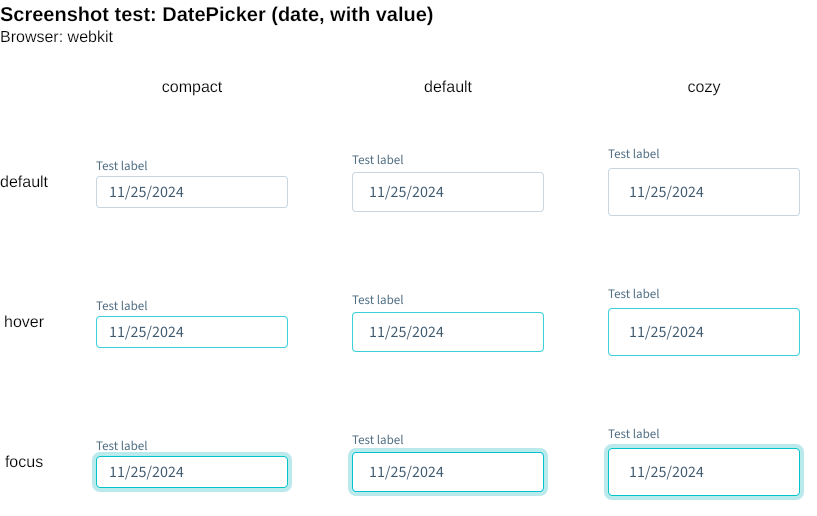 Screenshot test: DatePicker (date, with value)
Browser: webkit
compact default cozy
Test label Test label Test label
default 11/25/2024 11/25/2024 11/25/2024
Test label Test label Test label
hover 11/25/2024 11/25/2024 11/25/2024
Test label Test label Test label
focus 11/25/2024 11/25/2024 11/25/2024